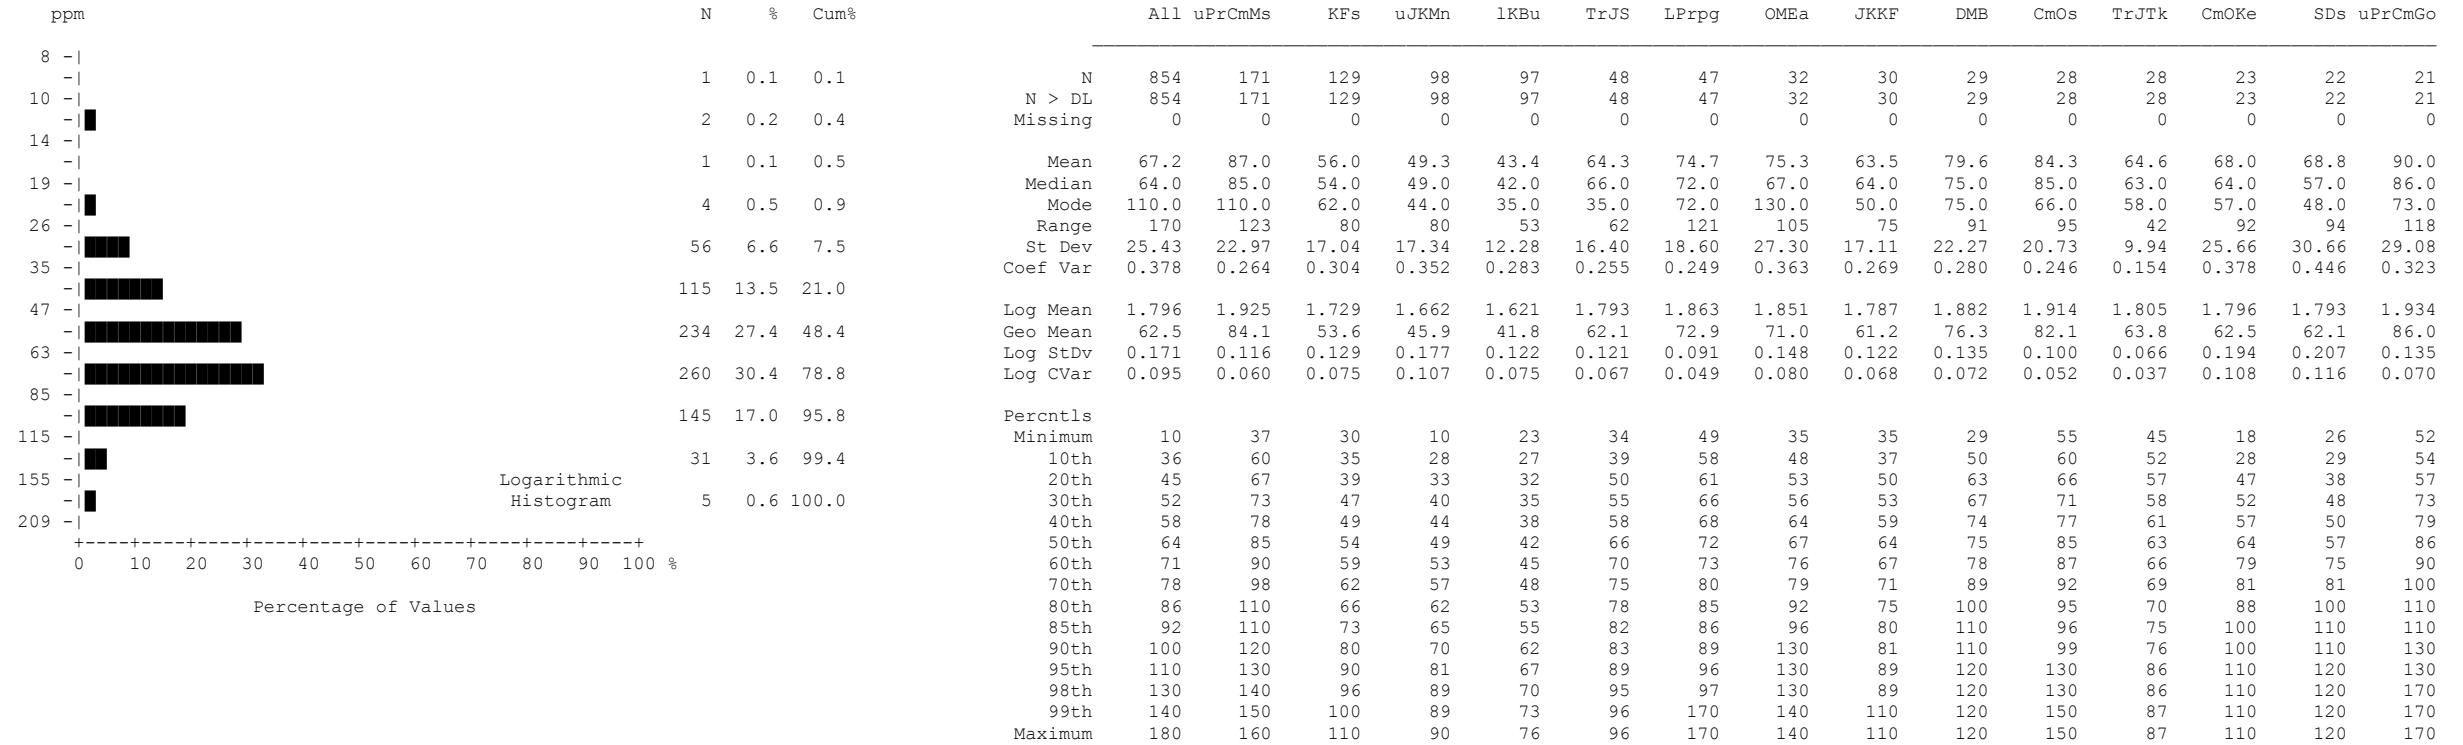 ppm N % Cum% All uPrCmMs KFs uJKMn lKBu TrJS LPrpg OMEa JKKF DMB CmOs TrJTk CmOKe SDs uPrCmGo
8 -|
-| 1 0.1 0.1 N 854 171 129 98 97 48 47 32 30 29 28 28 23 22 21
10 -| N > DL 854 171 129 98 97 48 47 32 30 29 28 28 23 22 21
-| 2 0.2 0.4 Missing 0 0 0 0 0 0 0 0 0 0 0 0 0 0 0
14 -|
-| 1 0.1 0.5 Mean 67.2 87.0 56.0 49.3 43.4 64.3 74.7 75.3 63.5 79.6 84.3 64.6 68.0 68.8 90.0
19 -| Median 64.0 85.0 54.0 49.0 42.0 66.0 72.0 67.0 64.0 75.0 85.0 63.0 64.0 57.0 86.0
-| 4 0.5 0.9 Mode 110.0 110.0 62.0 44.0 35.0 35.0 72.0 130.0 50.0 75.0 66.0 58.0 57.0 48.0 73.0
26 -| Range 170 123 80 80 53 62 121 105 75 91 95 42 92 94 118
-| 56 6.6 7.5 St Dev 25.43 22.97 17.04 17.34 12.28 16.40 18.60 27.30 17.11 22.27 20.73 9.94 25.66 30.66 29.08
35 -| Coef Var 0.378 0.264 0.304 0.352 0.283 0.255 0.249 0.363 0.269 0.280 0.246 0.154 0.378 0.446 0.323
-| 115 13.5 21.0
47 -| Log Mean 1.796 1.925 1.729 1.662 1.621 1.793 1.863 1.851 1.787 1.882 1.914 1.805 1.796 1.793 1.934
-| 234 27.4 48.4 Geo Mean 62.5 84.1 53.6 45.9 41.8 62.1 72.9 71.0 61.2 76.3 82.1 63.8 62.5 62.1 86.0
63 -| Log StDv 0.171 0.116 0.129 0.177 0.122 0.121 0.091 0.148 0.122 0.135 0.100 0.066 0.194 0.207 0.135
-| 260 30.4 78.8 Log CVar 0.095 0.060 0.075 0.107 0.075 0.067 0.049 0.080 0.068 0.072 0.052 0.037 0.108 0.116 0.070
85 -|
-| 145 17.0 95.8 Percntls
115 -| Minimum 10 37 30 10 23 34 49 35 35 29 55 45 18 26 52
-| 31 3.6 99.4 10th 36 60 35 28 27 39 58 48 37 50 60 52 28 29 54
155 -| Logarithmic 20th 45 67 39 33 32 50 61 53 50 63 66 57 47 38 57
-| Histogram 5 0.6 100.0 30th 52 73 47 40 35 55 66 56 53 67 71 58 52 48 73
209 -| 40th 58 78 49 44 38 58 68 64 59 74 77 61 57 50 79
+----+----+----+----+----+----+----+----+----+----+ 50th 64 85 54 49 42 66 72 67 64 75 85 63 64 57 86
0 10 20 30 40 50 60 70 80 90 100 % 60th 71 90 59 53 45 70 73 76 67 78 87 66 79 75 90
70th 78 98 62 57 48 75 80 79 71 89 92 69 81 81 100
Percentage of Values 80th 86 110 66 62 53 78 85 92 75 100 95 70 88 100 110
85th 92 110 73 65 55 82 86 96 80 110 96 75 100 110 110
90th 100 120 80 70 62 83 89 130 81 110 99 76 100 110 130
95th 110 130 90 81 67 89 96 130 89 120 130 86 110 120 130
98th 130 140 96 89 70 95 97 130 89 120 130 86 110 120 170
99th 140 150 100 89 73 96 170 140 110 120 150 87 110 120 170
Maximum 180 160 110 90 76 96 170 140 110 120 150 87 110 120 170